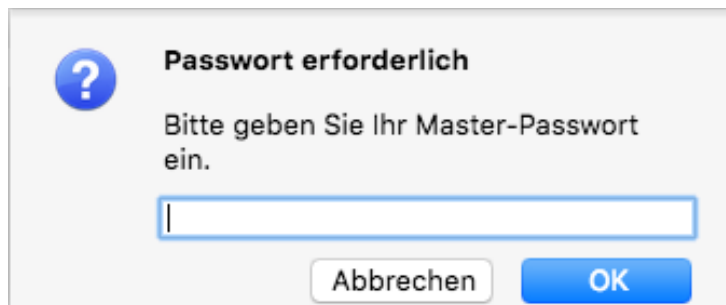 Passwort erforderlich
Bitte geben Sie Ihr Master-Passwort
ein.
Abbrechen
OK